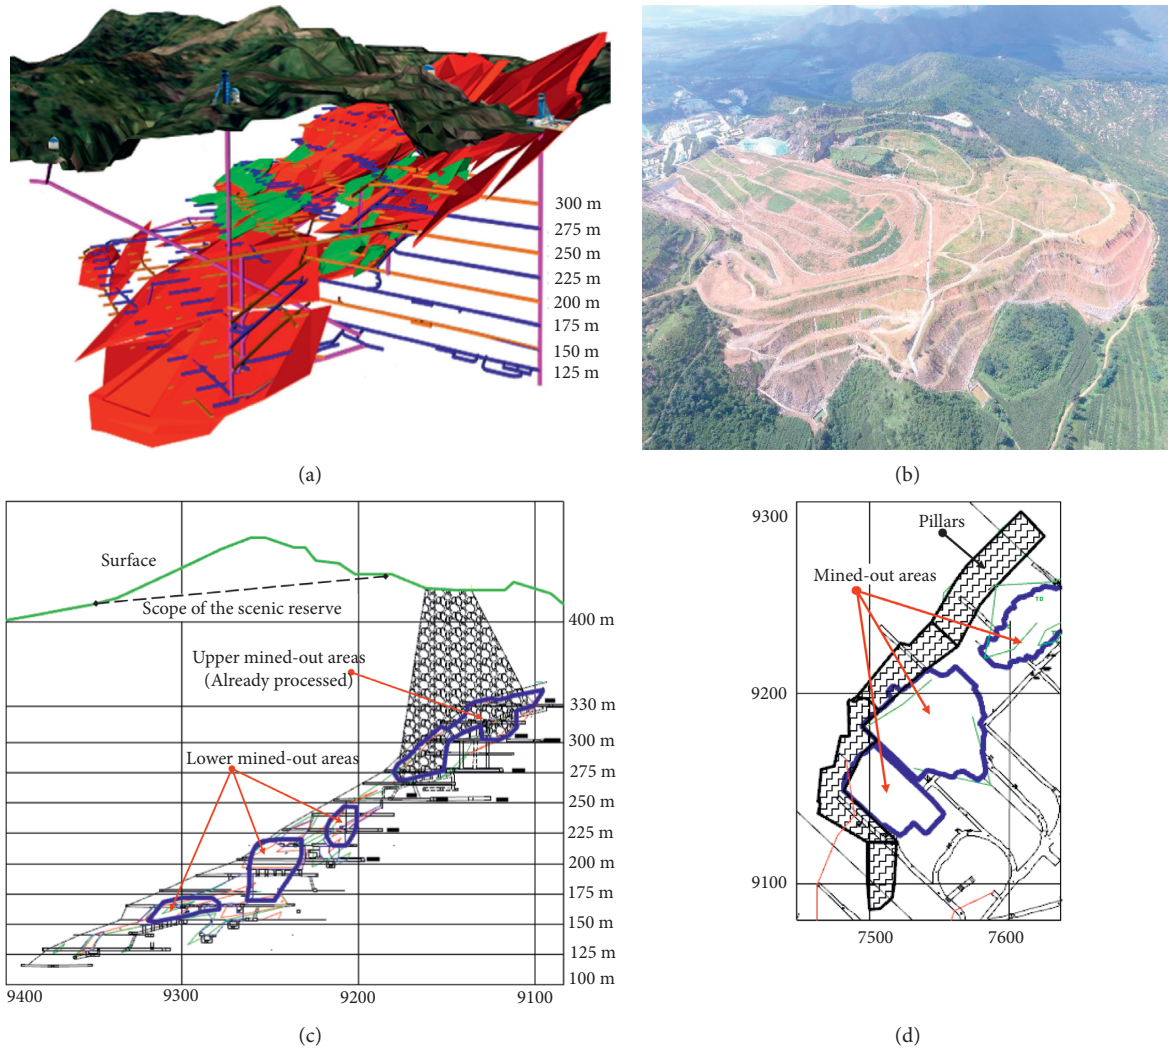 300 m
275 m
250 m
225 m
200 m
175 m
150 m
125 m
(a)
(b)
Surface
Scope of the scenic reserve
Upper mined-out areas
(Already processed)
Lower mined-out areas
400 m
330 m
300 m
275 m
250 m
225 m
200 m
175 m
150 m
125 m
100 m
9400
9300
9200
9100
(c)
9300
9200
9100
Pillars
Mined-out areas
7500
7600
(d)